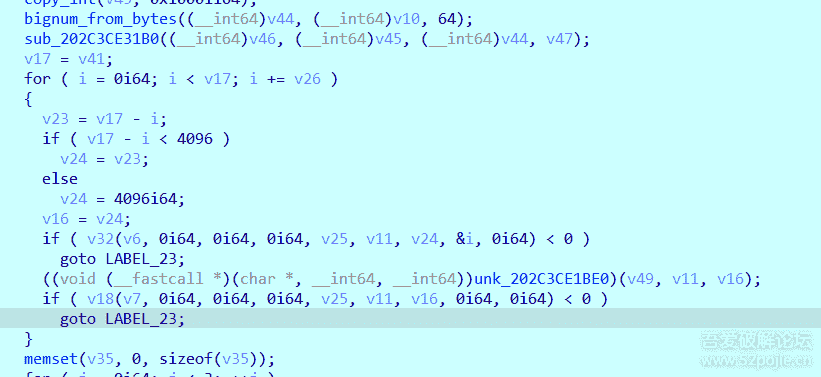 copy_int(v45, 0x10001i64);
bignum_from_bytes((__int64)v44, (__int64)v10, 64);
sub_202C3CE31B0((__int64)v46, (__int64)v45, (__int64)v44, v47);
v17 = v41;
for ( i = 0i64; i < v17; i += v26 )
{
v23 = v17 - i;
if ( v17 - i < 4096 )
v24 = v23;
else
v24 = 4096i64;
v16 = v24;
if ( v32(v6, 0i64, 0i64, 0i64, v25, v11, v24, &i, 0i64) < 0 )
goto LABEL_23;
((void (__fastcall *)(char *, __int64, __int64))unk_202C3CE1BE0)(v49, v11, v16);
if ( v18(v7, 0i64, 0i64, 0i64, v25, v11, v16, 0i64, 0i64) < 0 )
goto LABEL_23;
}
memset(v35, 0, sizeof(v35));
吾爱破解论坛
www.52pojie.cn